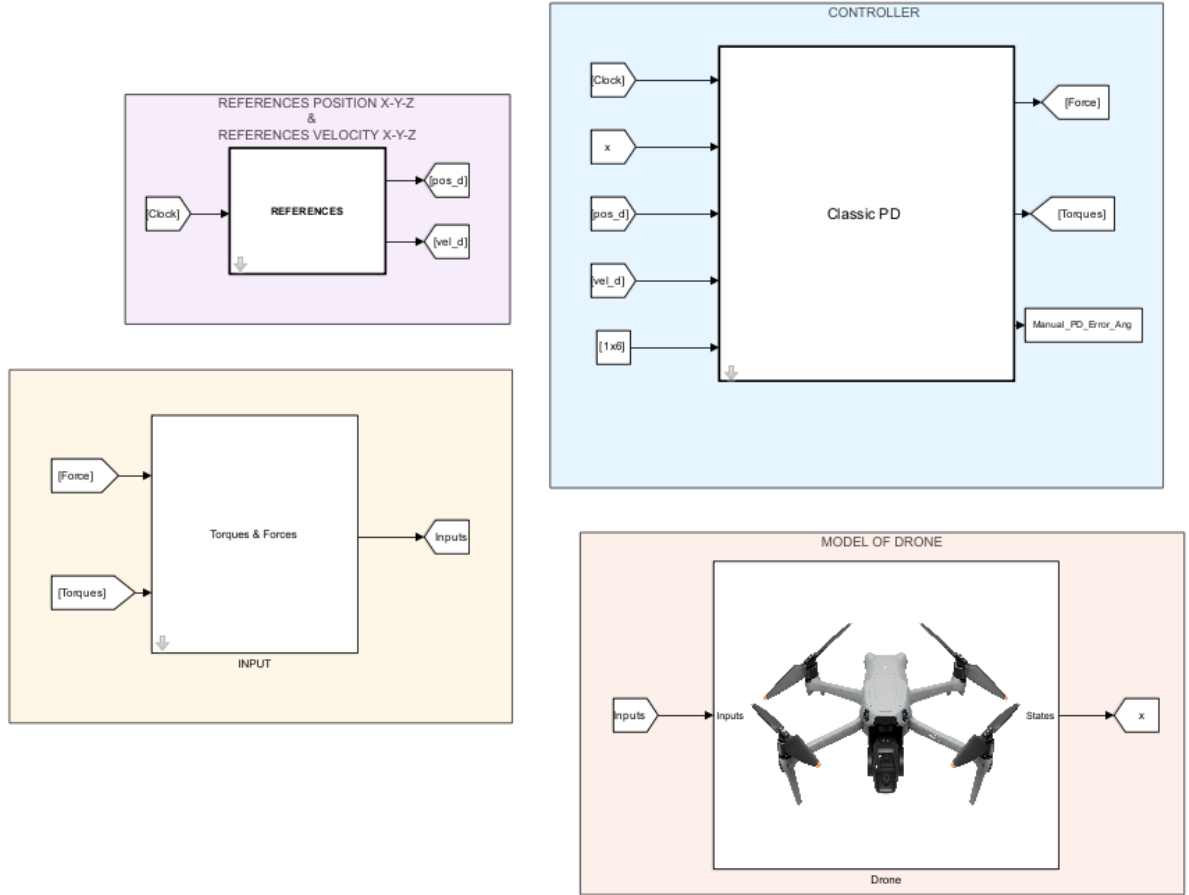 REFERENCES POSITION X-Y-Z
&
REFERENCES VELOCITY X-Y-Z
[Clock]
REFERENCES
[pos_d]
[vel_d]
CONTROLLER
[Clock]
x
[pos_d]
[vel_d]
[1x6]
Classic PD
[Force]
[Torques]
Manual_PD_Error_Ang
[Force]
[Torques]
Torques & Forces
Inputs
INPUT
MODEL OF DRONE
Inputs
Inputs
States
x
Drone